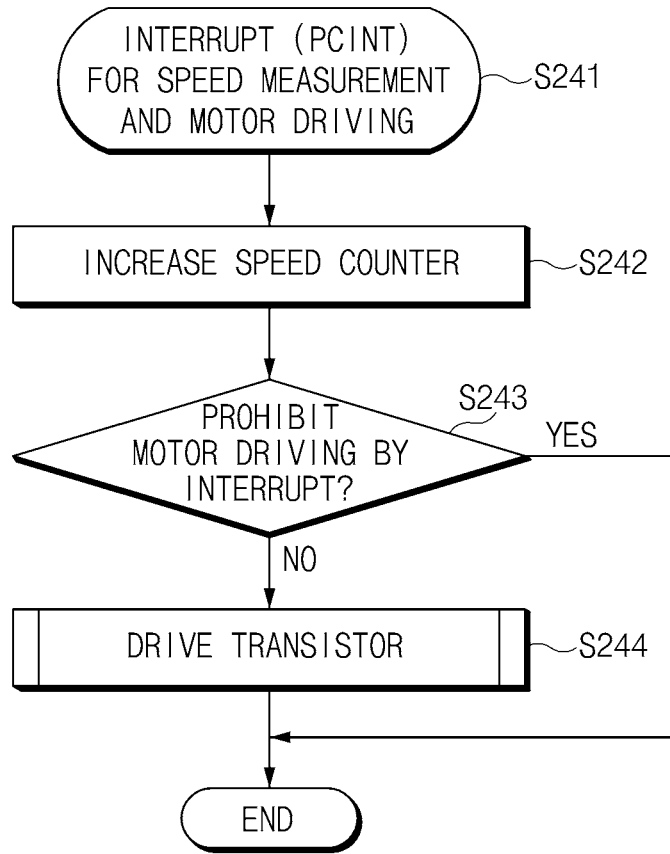 INTERRUPT (PCINT)
FOR SPEED MEASUREMENT
AND MOTOR DRIVING
S241
INCREASE SPEED COUNTER
S242
S243
PROHIBIT
MOTOR DRIVING BY
INTERRUPT?
YES
NO
DRIVE TRANSISTOR
S244
END